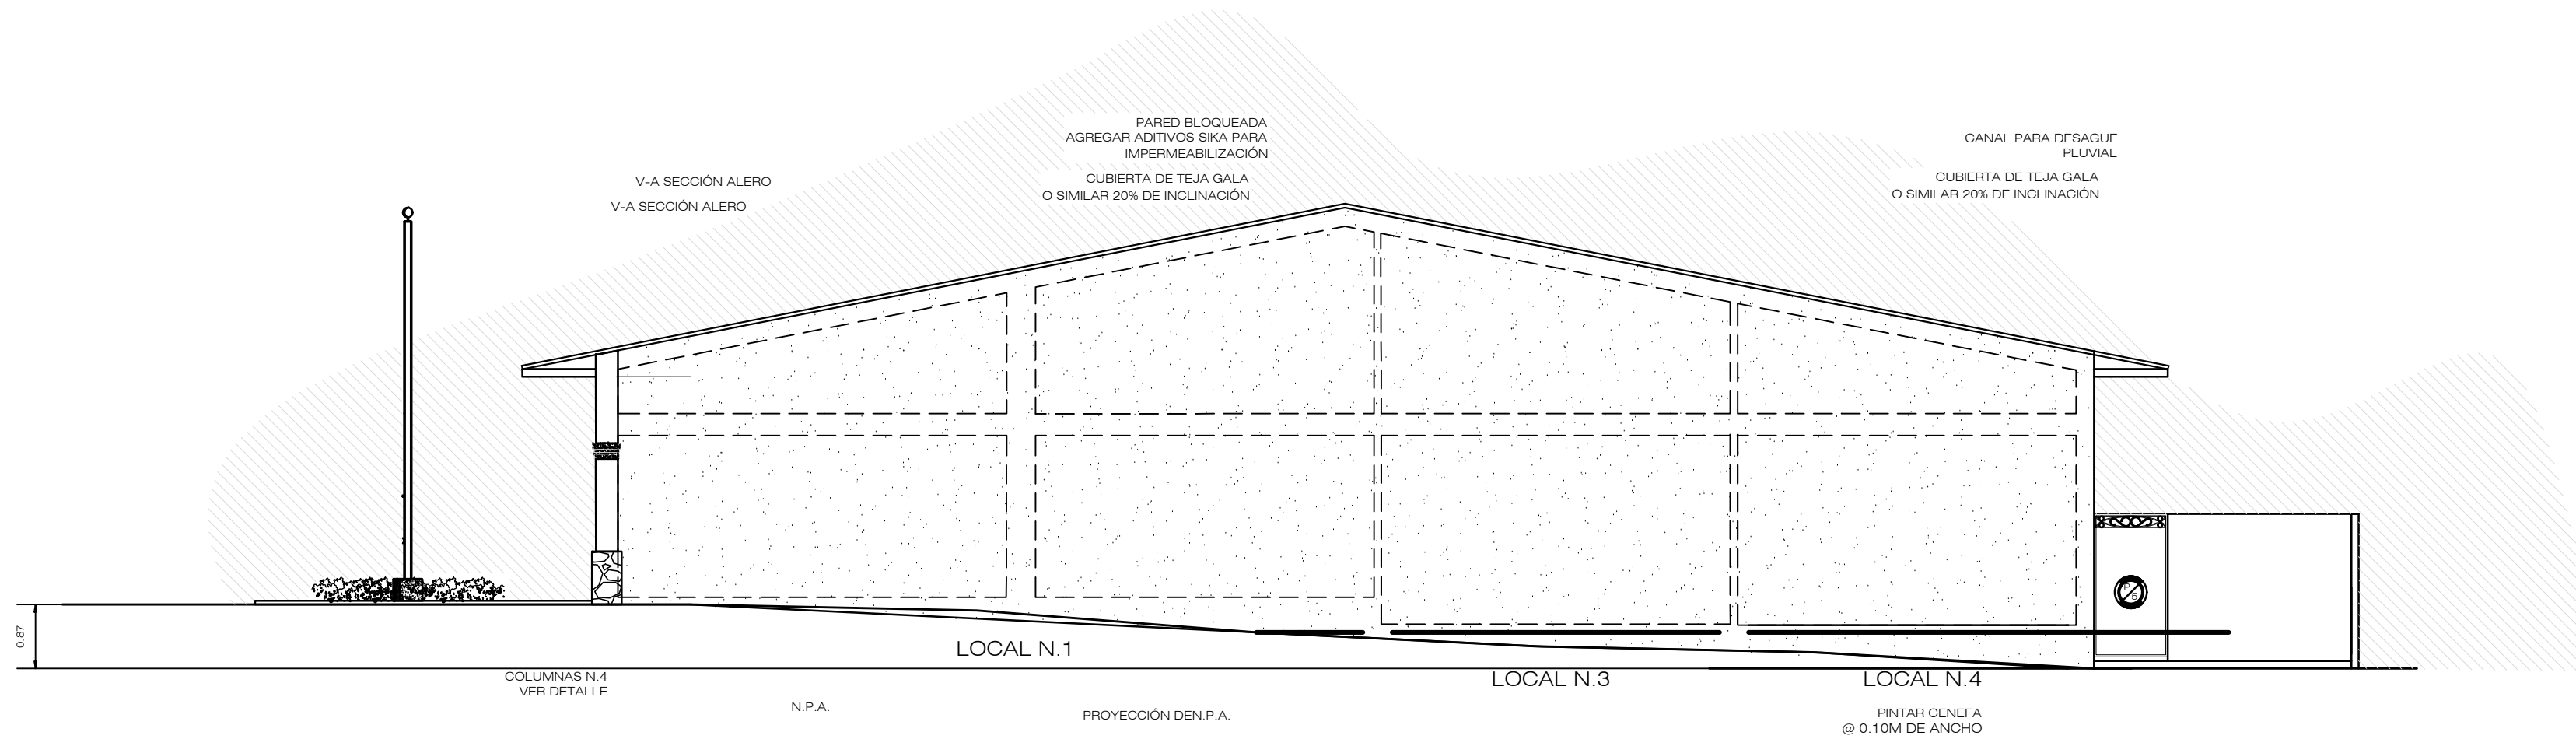 PARED BLOQUEADA
AGREGAR ADITIVOS SIKA PARA
IMPERMEABILIZACIÓN
CANAL PARA DESAGUE
PLUVIAL
V-A SECCIÓN ALERO
CUBIERTA DE TEJA GALA
O SIMILAR 20% DE INCLINACIÓN
CUBIERTA DE TEJA GALA
O SIMILAR 20% DE INCLINACIÓN
V-A SECCIÓN ALERO
0.87
LOCAL N.1
COLUMNAS N.4
VER DETALLE
LOCAL N.3
LOCAL N.4
N.P.A.
PROYECCIÓN DEN.P.A.
PINTAR CENEFA
@ 0.10M DE ANCHO